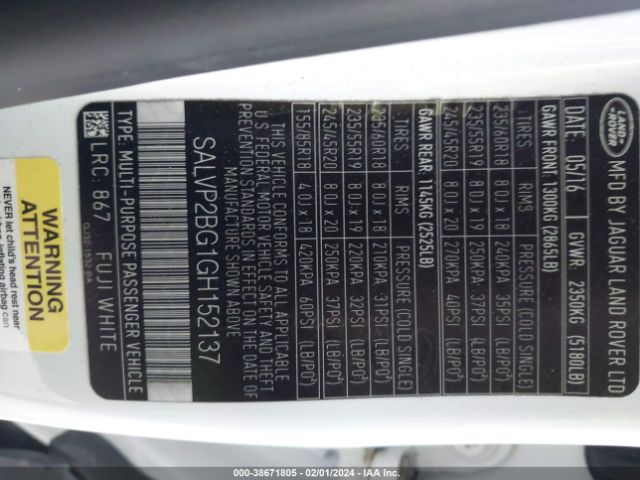 LAND
ROVER
MFD BY JAGUAR LAND ROVER LTD
DATE: 05/16 GVWR 2350KG (5180LB)
GAWR FRONT: 1300KG (2865LB)
TIRES RIMS PRESSURE (COLD SINGLE)
235/60R18 8.0J x 18 240KPA 35PSI (LB/PO²)
235/55R19 8.0J x 19 250KPA 37PSI (LB/PO²)
245/45R20 8.0J x 20 270KPA 40PSI (LB/PO²)
GAWR REAR: 1145KG (2525LB)
TIRES RIMS PRESSURE (COLD SINGLE)
235/60R18 8.0J x 18 210KPA 31PSI (LB/PO²)
235/55R19 8.0J x 19 220KPA 32PSI (LB/PO²)
245/45R20 8.0J x 20 250KPA 37PSI (LB/PO²)
155/85R18 4.0J x 18 420KPA 60PSI (LB/PO²)
THIS VEHICLE CONFORMS TO ALL APPLICABLE
U S FEDERAL MOTOR VEHICLE SAFETY AND THEFT
PREVENTION STANDARDS IN EFFECT ON THE DATE OF
MANUFACTURE SHOWN ABOVE
SALVP2BG1GH152137
TYPE: MULTI-PURPOSE PASSENGER VEHICLE
LRC: 867 FUJI WHITE
WARNING
ATTENTION
NEVER let child's head rest near
inflating airbag
000-38671805 | 02/01/2024 | IAA Inc.